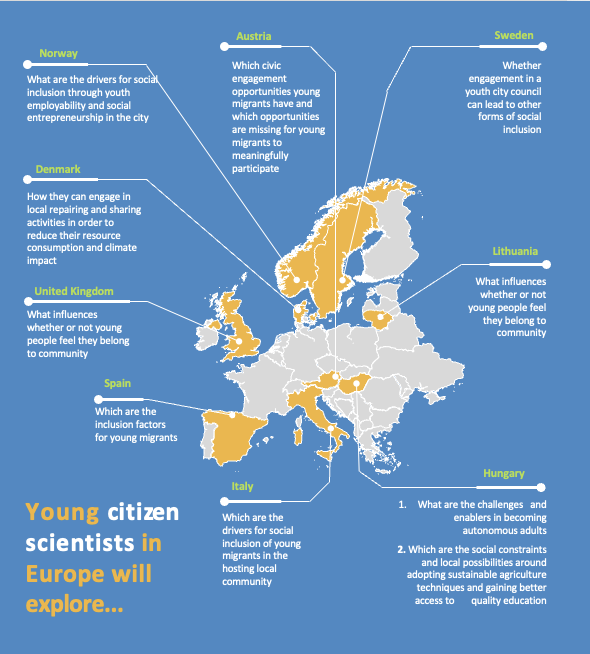 Norway
What are the drivers for social
inclusion through youth
employability and social
entrepreneurship in the city
Austria
Which civic
engagement
opportunities young
migrants have and
which opportunities
are missing for young
migrants to
meaningfully
participate
Sweden
Whether
engagement in a
youth city council
can lead to other
forms of social
inclusion
Denmark
How they can engage in
local repairing and sharing
activities in order to
reduce their resource
consumption and climate
impact
Lithuania
What influences
whether or not
young people feel
they belong to
community
United Kingdom
What influences
whether or not young
people feel they belong
to community
Spain
Which are the
inclusion factors
for young migrants
Italy
Which are the
drivers for social
inclusion of young
migrants in the
hosting local
community
Hungary
1. What are the challenges and
enablers in becoming
autonomous adults
2. Which are the social constraints
and local possibilities around
adopting sustainable agriculture
techniques and gaining better
access to quality education
Young citizen
scientists in
Europe will
explore...